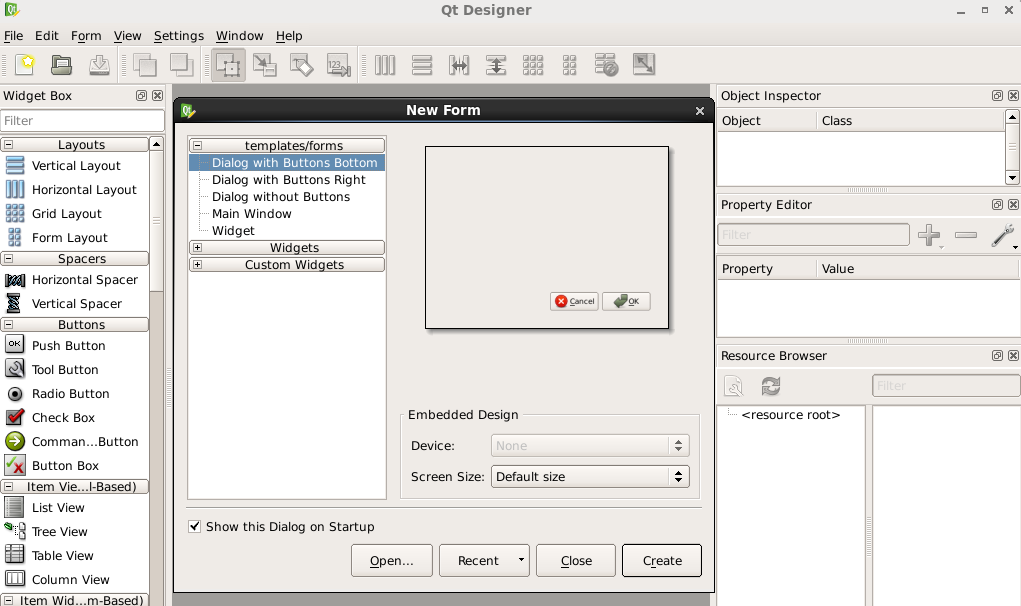 Qt Designer
File Edit Form View Settings Window Help
Widget Box
Filter
Layouts
Vertical Layout
Horizontal Layout
Grid Layout
Form Layout
Spacers
Horizontal Spacer
Vertical Spacer
Buttons
OK Push Button
Tool Button
Radio Button
Check Box
Comman...Button
Button Box
Item Vie...l-Based)
List View
Tree View
Table View
Column View
Item Wid...m-Based)
New Form
templates/forms
Dialog with Buttons Bottom
Dialog with Buttons Right
Dialog without Buttons
Main Window
Widget
Widgets
Custom Widgets
Cancel OK
Embedded Design
Device: None
Screen Size: Default size
Show this Dialog on Startup
Open... Recent Close Create
Object Inspector
Object Class
Property Editor
Filter
Property Value
Resource Browser
Filter
<resource root>